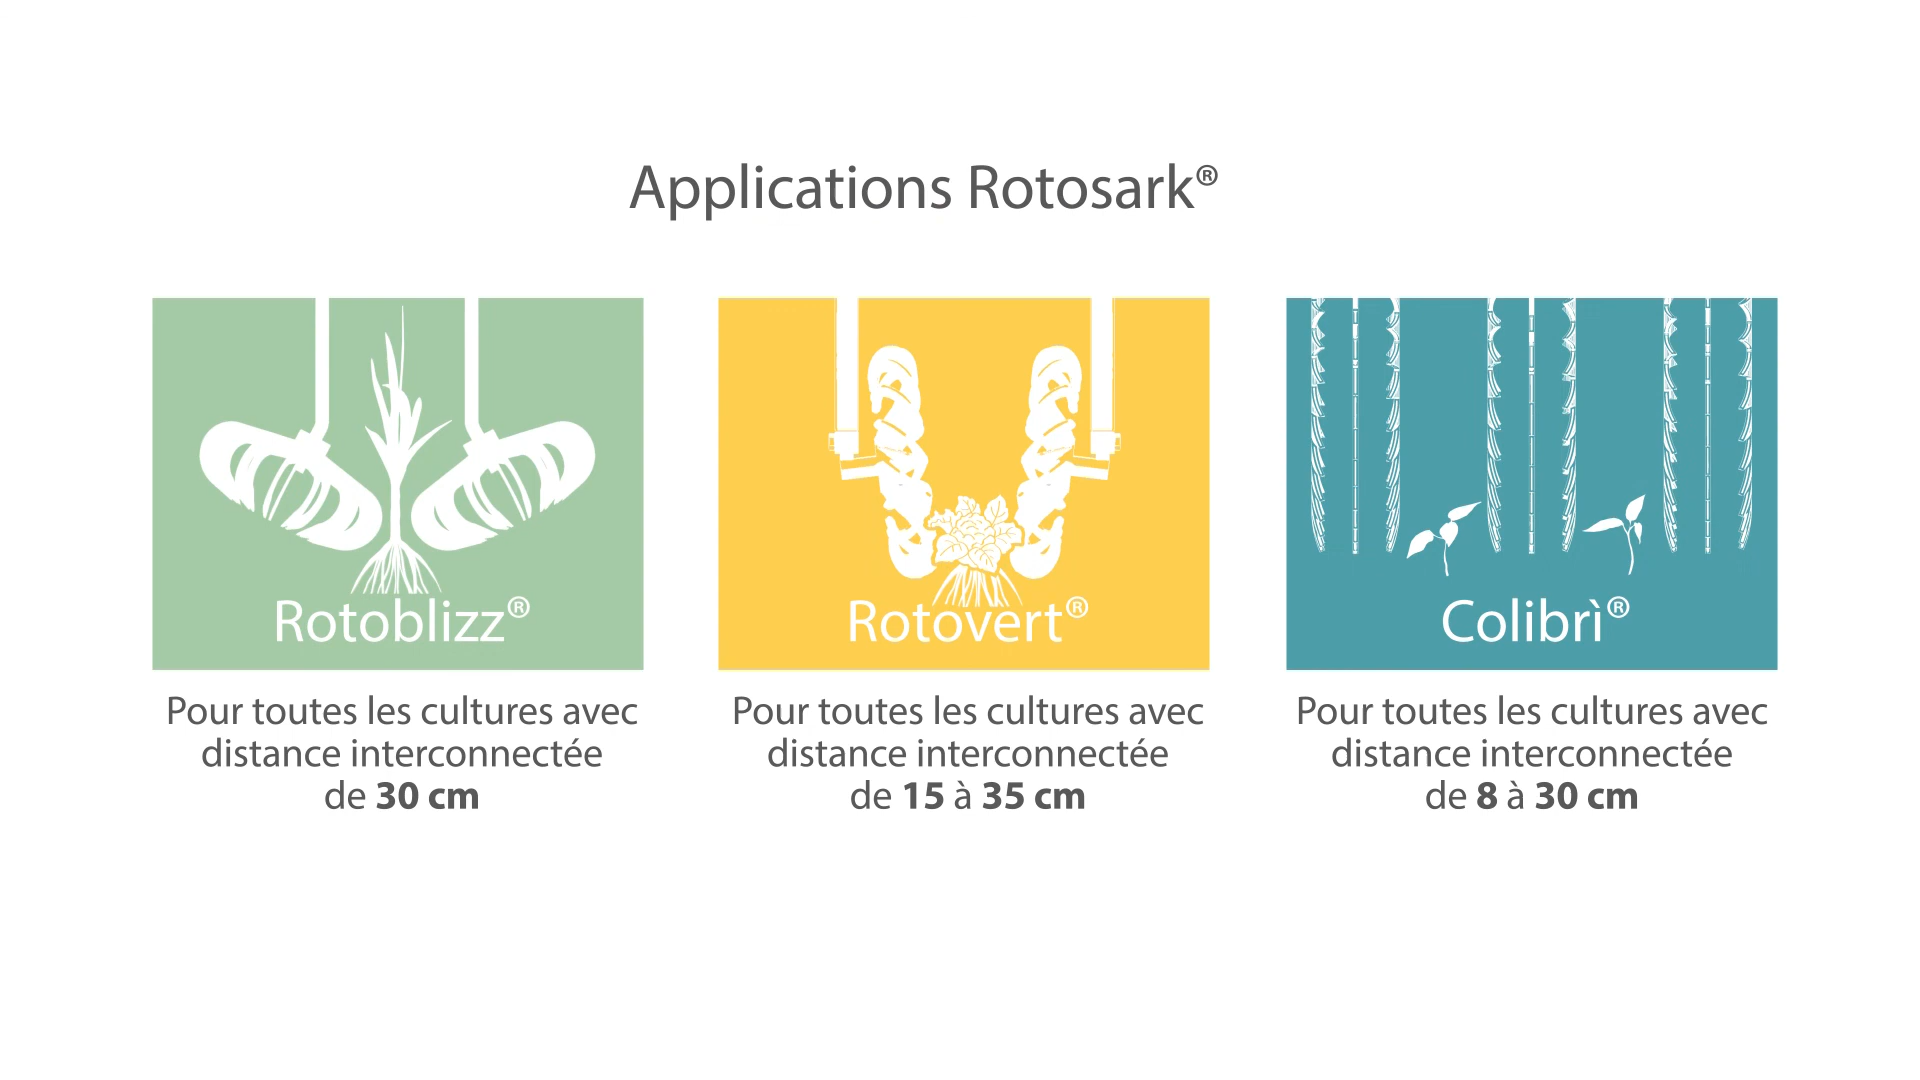 Applications Rotosark®
Rotoblizz®
Pour toutes les cultures avec
distance interconnectée
de 30 cm
Rotovert®
Pour toutes les cultures avec
distance interconnectée
de 15 à 35 cm
Colibrì®
Pour toutes les cultures avec
distance interconnectée
de 8 à 30 cm